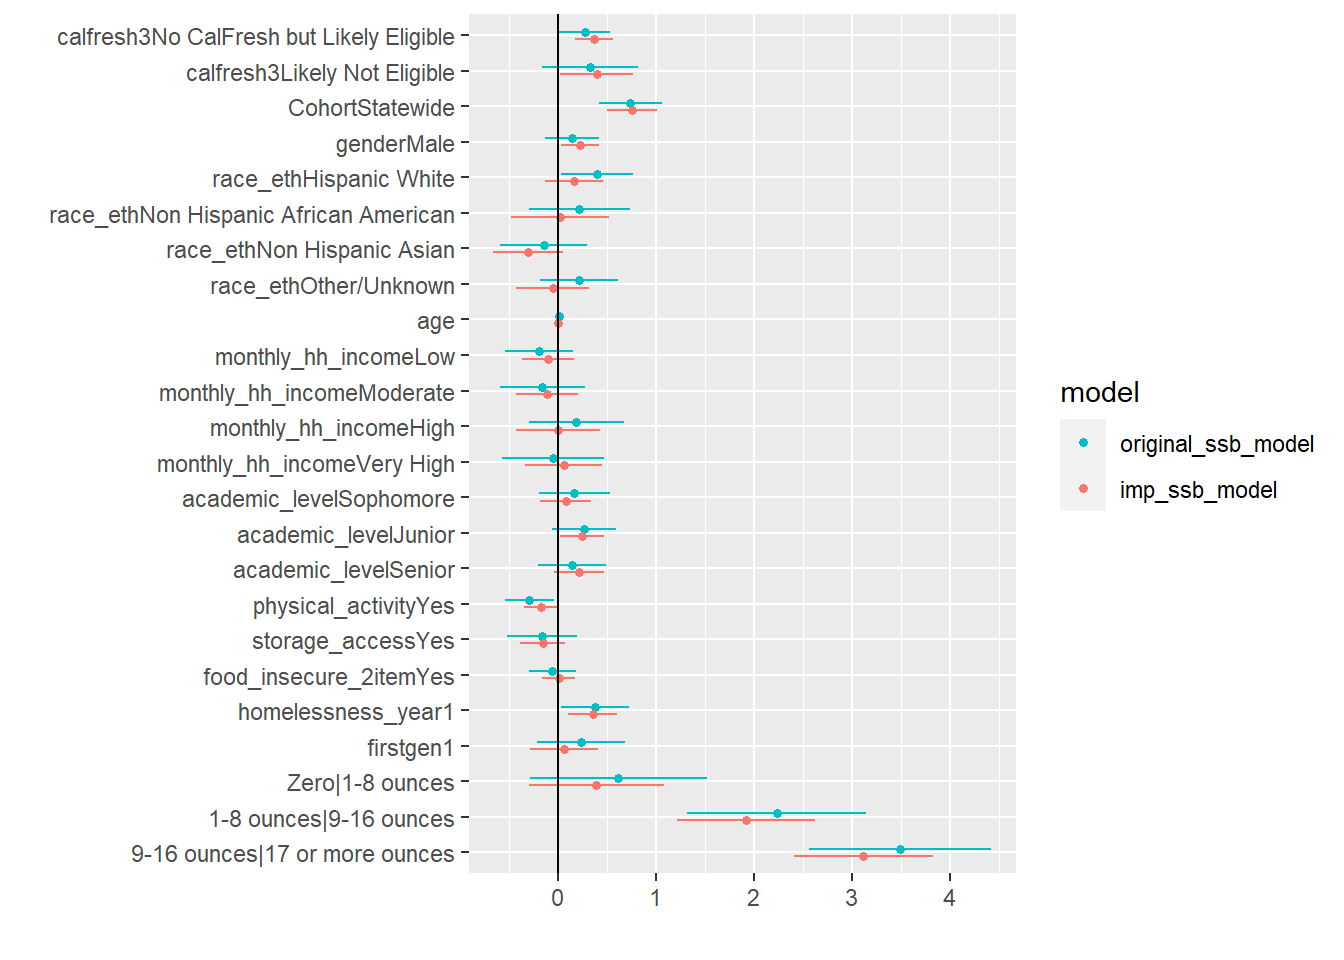 calfresh3No CalFresh but Likely Eligible
calfresh3Likely Not Eligible
CohortStatewide
genderMale
race_ethHispanic White
race_ethNon Hispanic African American
race_ethNon Hispanic Asian
race_ethOther/Unknown
age
monthly_hh_incomeLow
monthly_hh_incomeModerate
monthly_hh_incomeHigh
monthly_hh_incomeVery High
academic_levelSophomore
academic_levelJunior
academic_levelSenior
physical_activityYes
storage_accessYes
food_insecure_2itemYes
homelessness_year1
firstgen1
Zero|1-8 ounces
1-8 ounces|9-16 ounces
9-16 ounces|17 or more ounces
0 1 2 3 4
model
original_ssb_model
imp_ssb_model